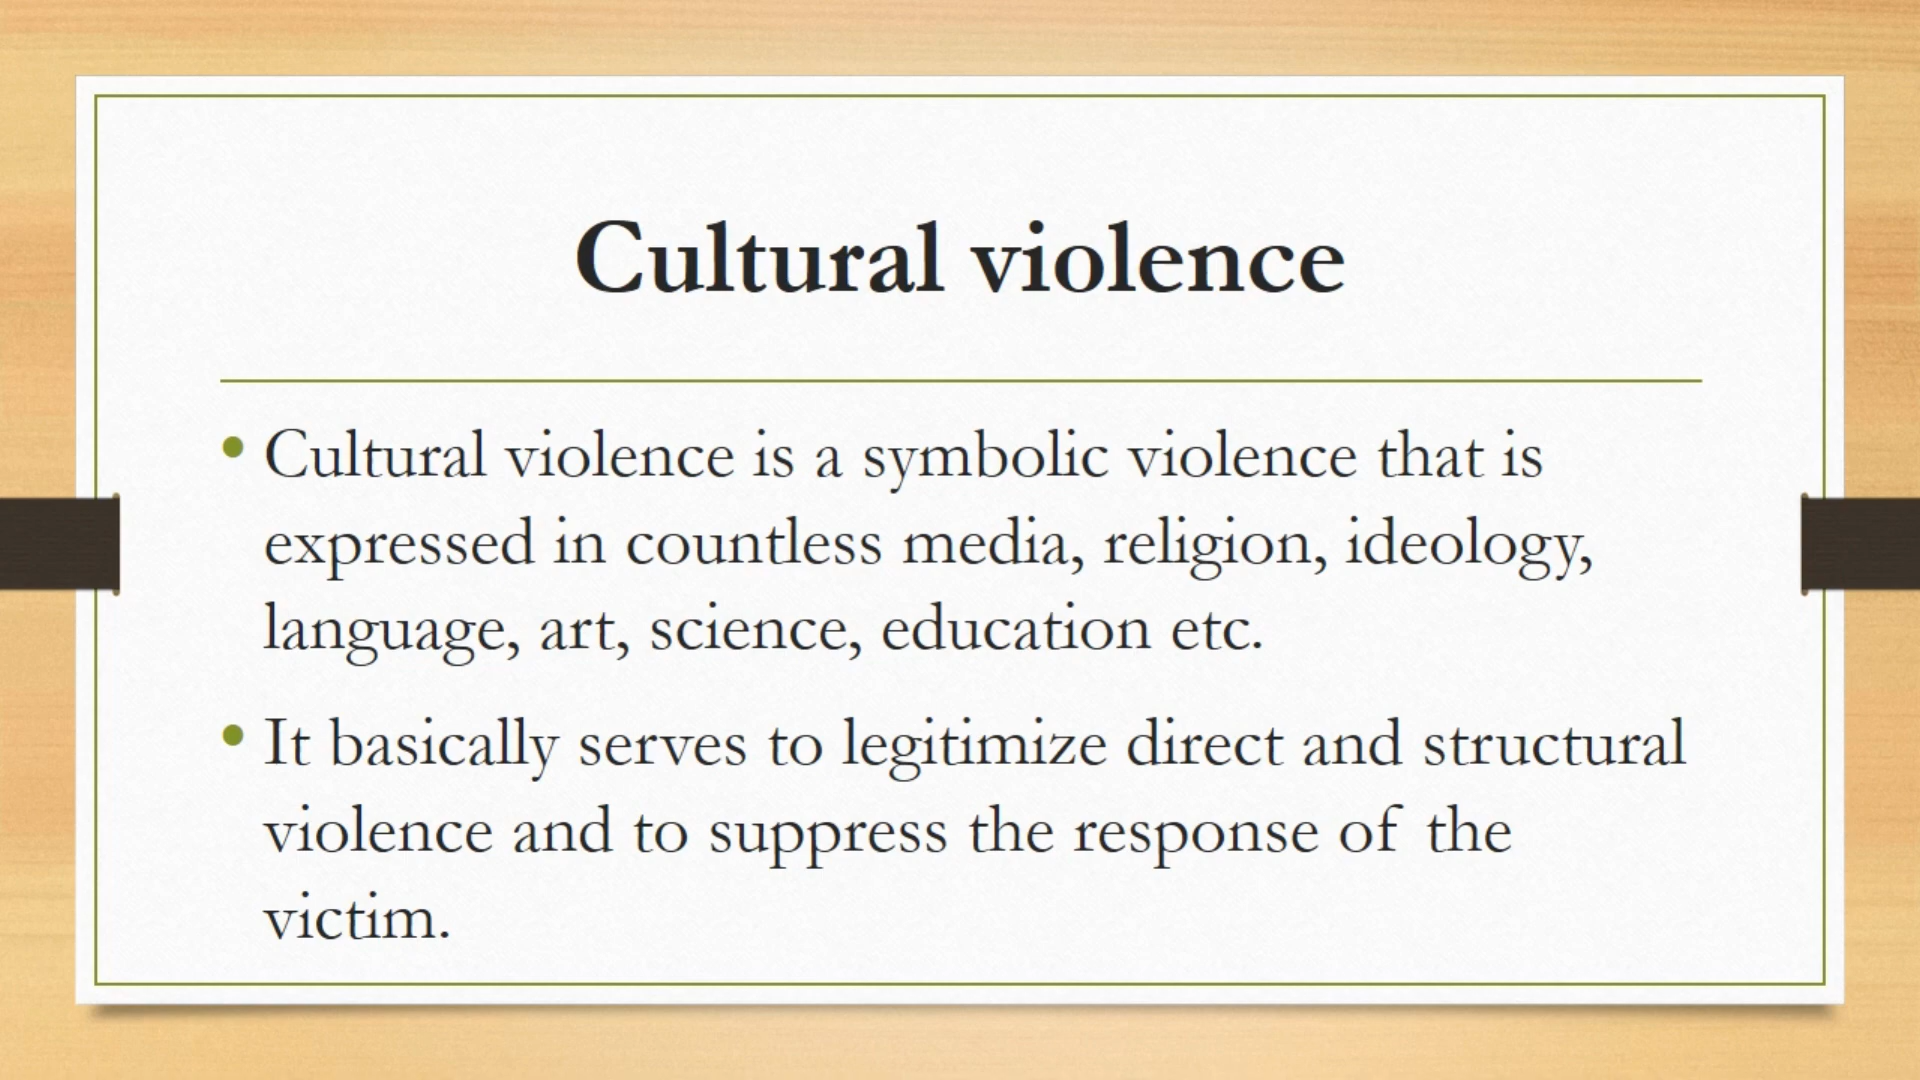 Cultural violence
• Cultural violence is a symbolic violence that is
expressed in countless media, religion, ideology,
language, art, science, education etc.
• It basically serves to legitimize direct and structural
violence and to suppress the response of the
victim.